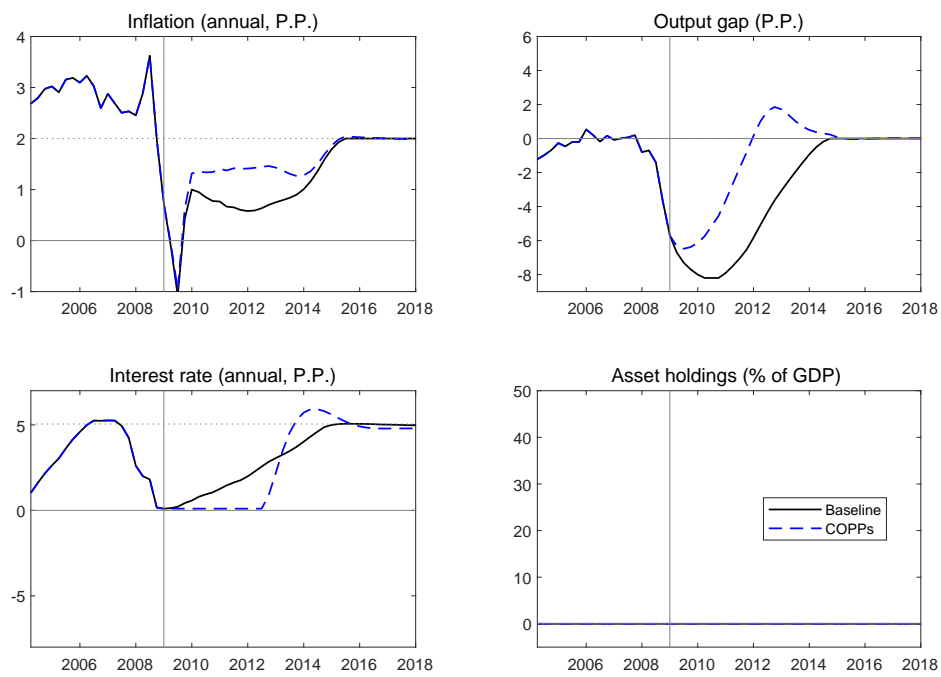 Inflation (annual, P.P.)
4
3
2
1
0
-1
2006 2008 2010 2012 2014 2016 2018
Output gap (P.P.)
6
4
2
0
-2
-4
-6
-8
2006 2008 2010 2012 2014 2016 2018
Interest rate (annual, P.P.)
5
0
-5
2006 2008 2010 2012 2014 2016 2018
Asset holdings (% of GDP)
50
40
30
20
10
0
Baseline
COPPs
2006 2008 2010 2012 2014 2016 2018